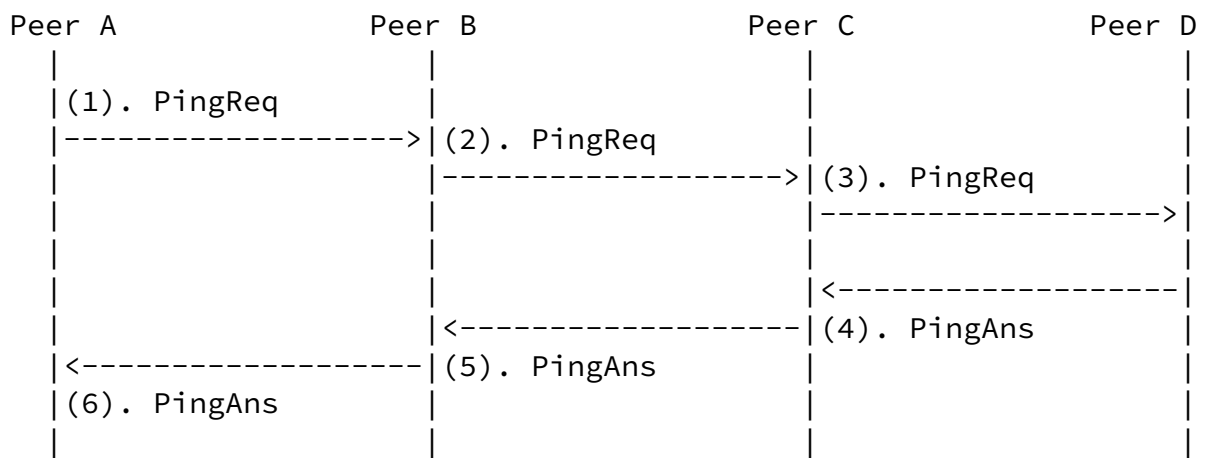 Peer A Peer B Peer C Peer D
(1). PingReq
(2). PingReq
(3). PingReq
(4). PingAns
(5). PingAns
(6). PingAns